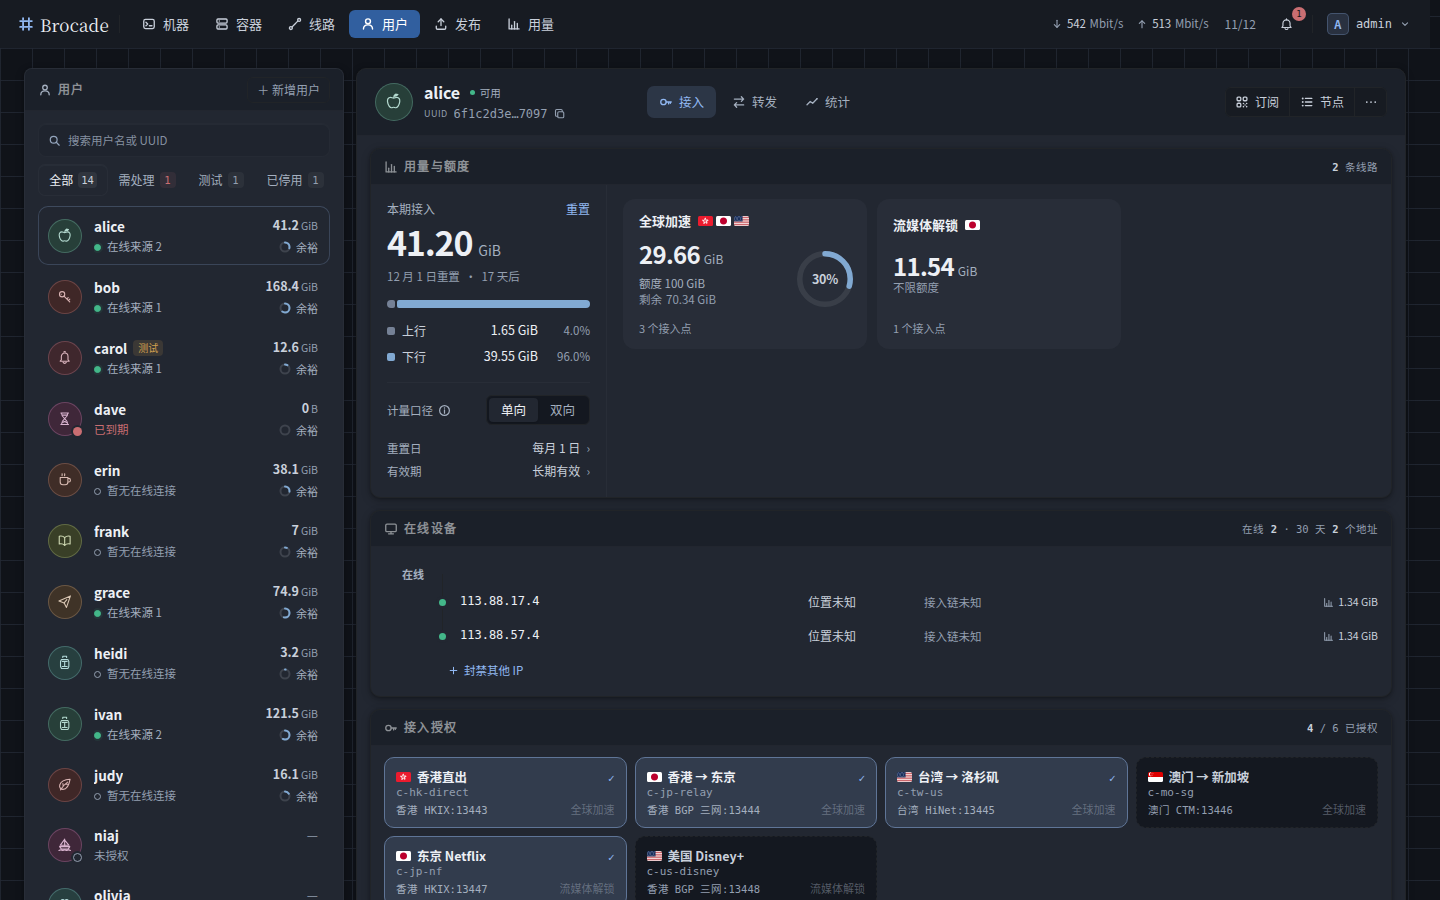 Brocade 机器 容器 线路 用户 发布 用量 ↓ 542 Mbit/s ↑ 513 Mbit/s 11/12 1 A admin
用户 + 新增用户
搜索用户名或 UUID
全部 14 需处理 1 测试 1 已停用 1
alice 41.2 GiB
在线来源 2 余裕
bob 168.4 GiB
在线来源 1 余裕
carol 测试 12.6 GiB
在线来源 1 余裕
dave 0 B
已到期 余裕
erin 38.1 GiB
暂无在线连接 余裕
frank 7 GiB
暂无在线连接 余裕
grace 74.9 GiB
在线来源 1 余裕
heidi 3.2 GiB
暂无在线连接 余裕
ivan 121.5 GiB
在线来源 2 余裕
judy 16.1 GiB
暂无在线连接 余裕
niaj —
未授权
olivia —
alice 可用
UUID 6f1c2d3e…7097
接入 转发 统计
订阅 节点 ···
用量与额度 2 条线路
本期接入 重置
41.20 GiB
12 月 1 日重置 • 17 天后
上行 1.65 GiB 4.0%
下行 39.55 GiB 96.0%
计量口径 单向 双向
重置日 每月 1 日 ›
有效期 长期有效 ›
全球加速
29.66 GiB
额度 100 GiB
剩余 70.34 GiB
30%
3 个接入点
流媒体解锁
11.54 GiB
不限额度
1 个接入点
在线设备 在线 2 · 30 天 2 个地址
在线
113.88.17.4 位置未知 接入链未知 1.34 GiB
113.88.57.4 位置未知 接入链未知 1.34 GiB
+ 封禁其他 IP
接入授权 4 / 6 已授权
香港直出 ✓
c-hk-direct
香港 HKIX:13443 全球加速
香港 → 东京 ✓
c-jp-relay
香港 BGP 三网:13444 全球加速
台湾 → 洛杉矶 ✓
c-tw-us
台湾 HiNet:13445 全球加速
澳门 → 新加坡
c-mo-sg
澳门 CTM:13446 全球加速
东京 Netflix ✓
c-jp-nf
香港 HKIX:13447 流媒体解锁
美国 Disney+
c-us-disney
香港 BGP 三网:13448 流媒体解锁